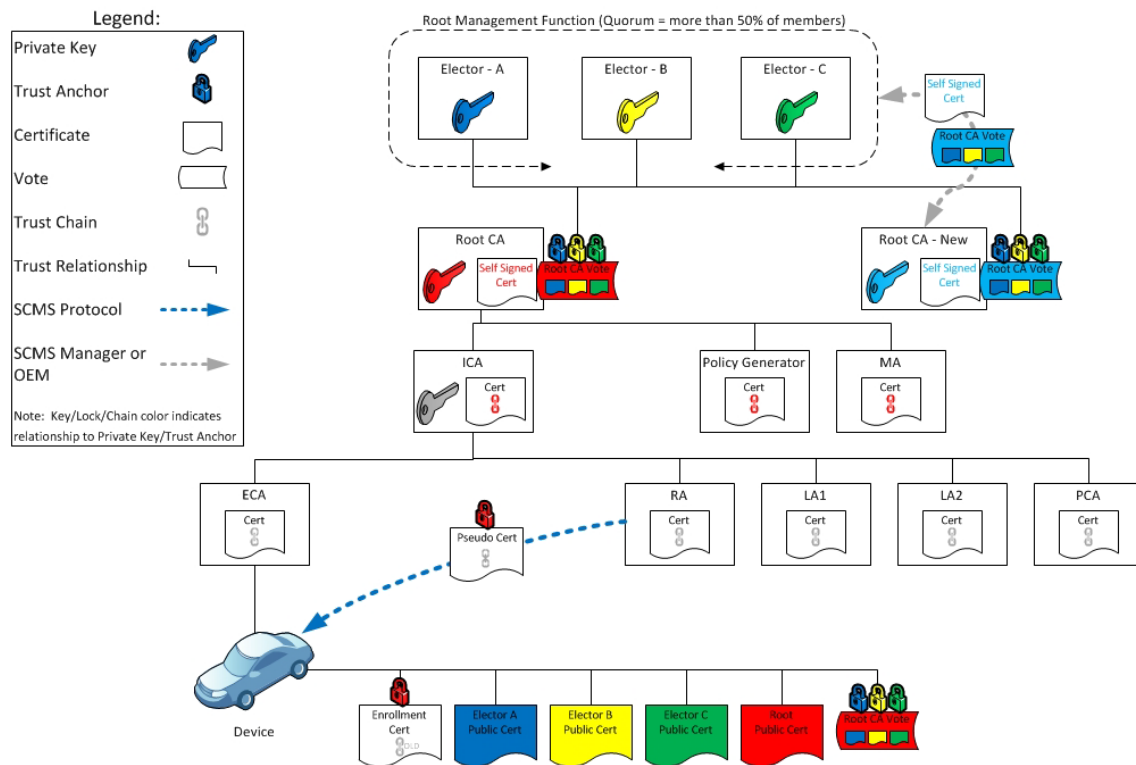 Legend:
Private Key
Trust Anchor
Certificate
Vote
Trust Chain
Trust Relationship
SCMS Protocol
SCMS Manager or
OEM
Note:  Key/Lock/Chain color indicates
relationship to Private Key/Trust Anchor
Root Management Function (Quorum = more than 50% of members)
Elector - A
Elector - B
Elector - C
Self Signed
Cert
Root CA Vote
Root CA
Self Signed
Cert
Root CA Vote
Root CA - New
Self Signed
Cert
Root CA Vote
ICA
Cert
Policy Generator
Cert
MA
Cert
ECA
Cert
Pseudo Cert
RA
Cert
LA1
Cert
LA2
Cert
PCA
Cert
Device
Enrollment
Cert
OLD
Elector A
Public Cert
Elector B
Public Cert
Elector C
Public Cert
Root
Public Cert
Root CA Vote